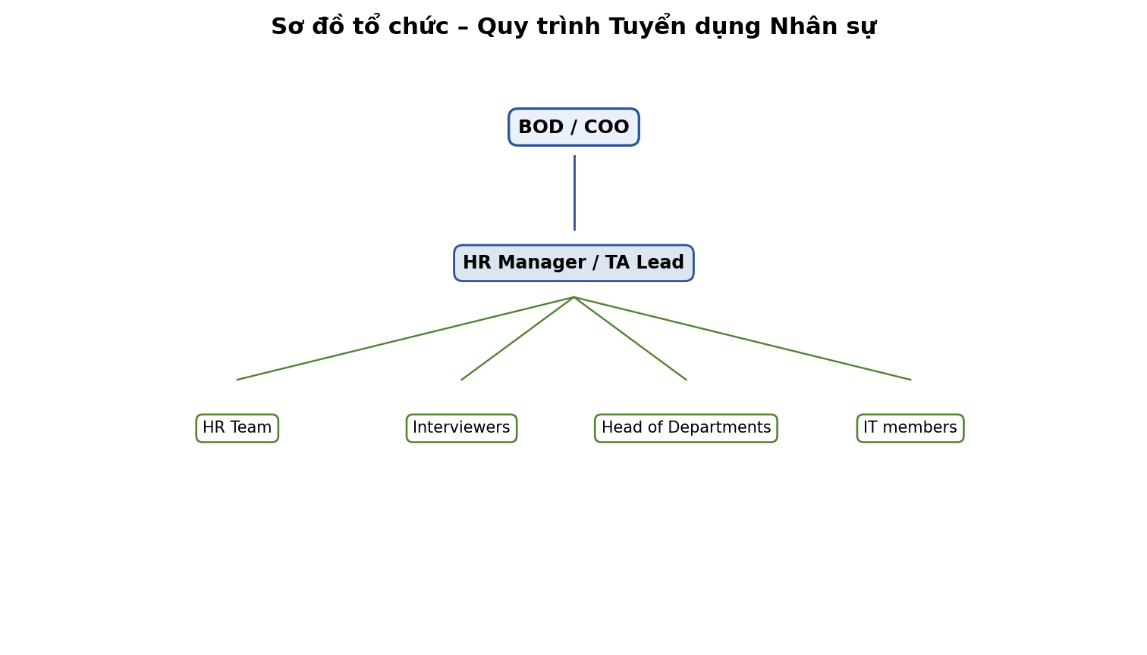 Sơ đồ tổ chức – Quy trình Tuyển dụng Nhân sự
BOD / COO
HR Manager / TA Lead
HR Team
Interviewers
Head of Departments
IT members